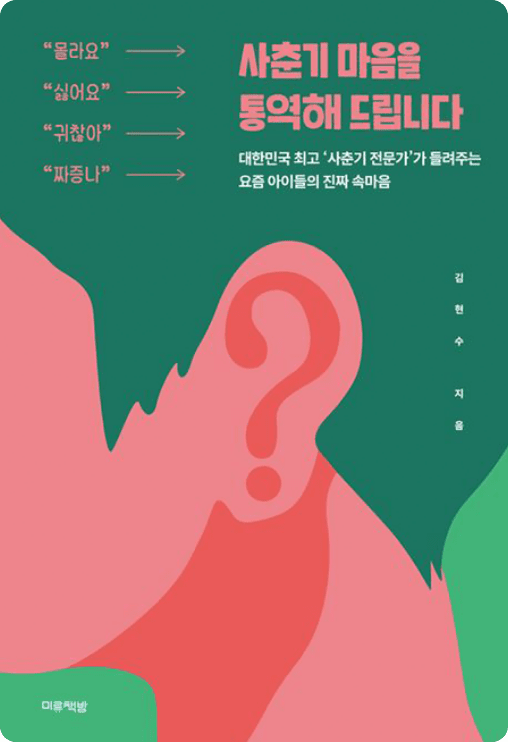 “몰라요” →
“싫어요” →
“귀찮아” →
“짜증나” →
사춘기 마음을
통역해 드립니다
대한민국 최고 ‘사춘기 전문가’가 들려주는
요즘 아이들의 진짜 속마음
김현수 지음
미류책방